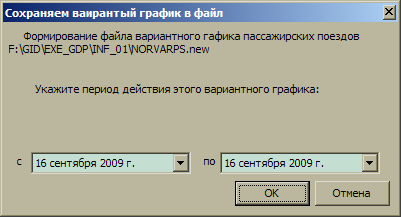 Сохраняем ваирантый график в файл
Формирование файла вариантного гафика пассажирских поездов
F:\GID\EXE_GDP\INF_01\NORVARPS.new
Укажите период действия этого вариантного графика:
с 16 сентября 2009 г. по 16 сентября 2009 г.
OK Отмена